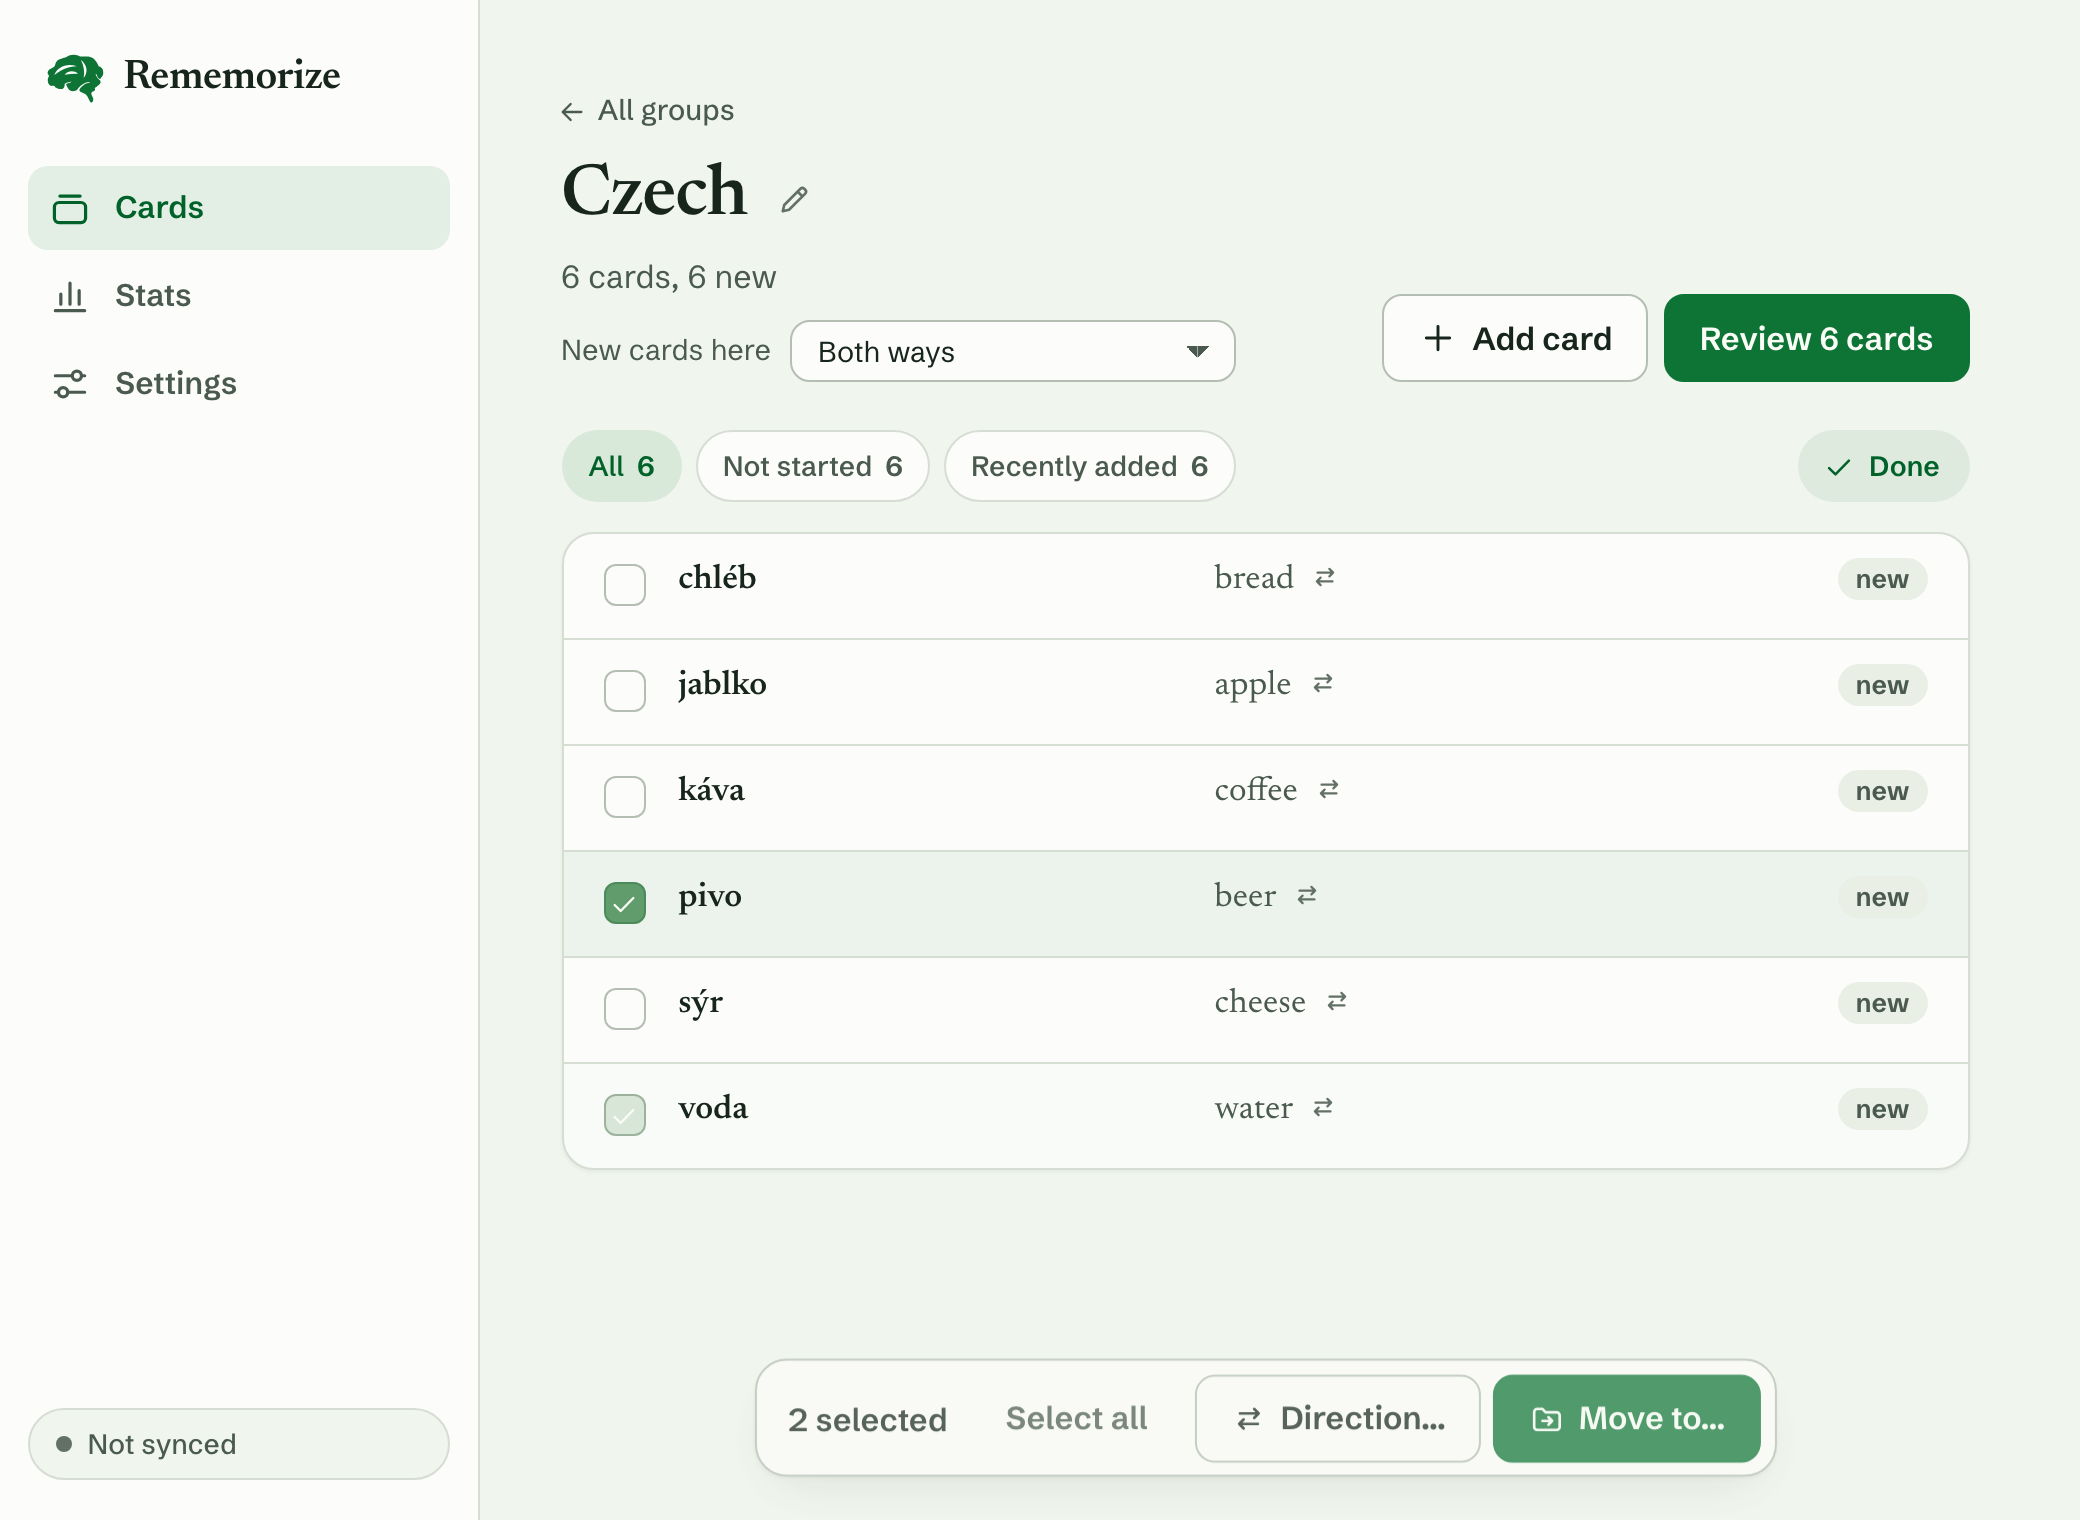 Rememorize
Cards
Stats
Settings
Not synced
All groups
Czech
6 cards, 6 new
New cards here Both ways
Add card Review 6 cards
All 6 Not started 6 Recently added 6 Done
chléb bread new
jablko apple new
káva coffee new
pivo beer new
sýr cheese new
voda water new
2 selected Select all Direction... Move to...